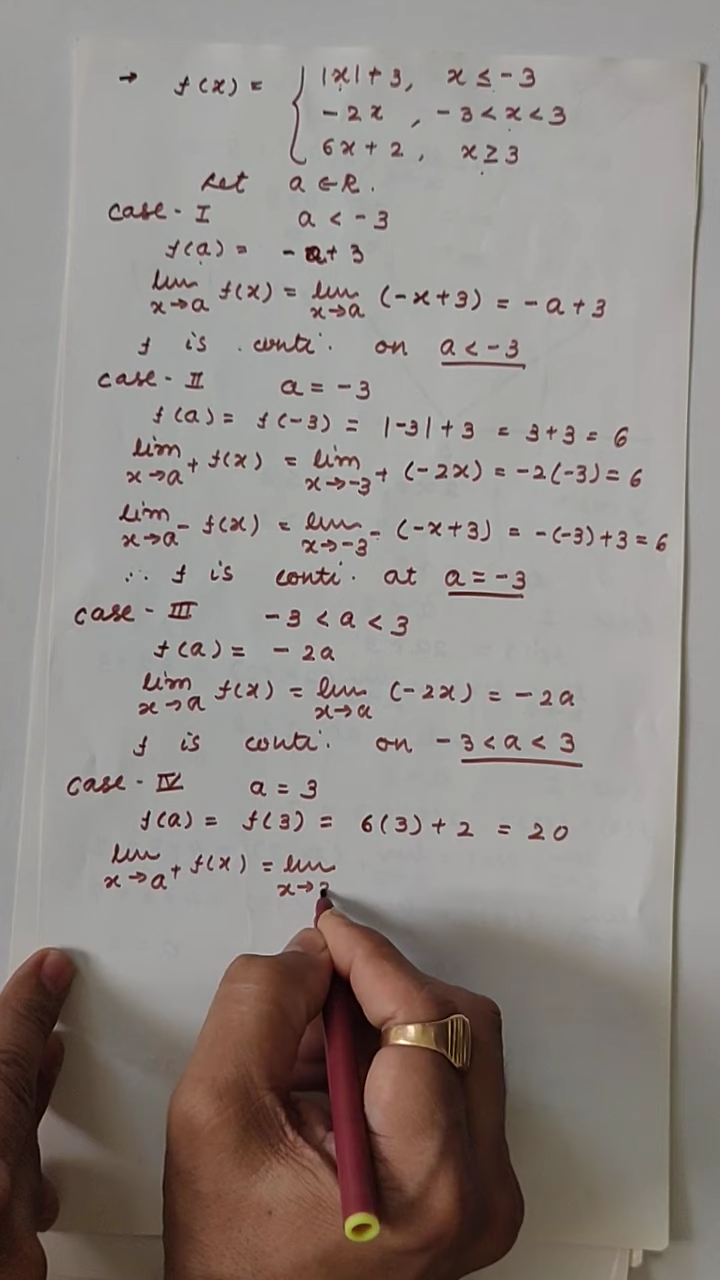 → f(x) = { |x| + 3, x ≤ -3
-2x , -3 < x < 3
6x + 2 , x ≥ 3
Let a ∈ R.
Case - I a < -3
f(a) = -a + 3
lim x→a f(x) = lim x→a (-x+3) = -a + 3
f is conti. on a < -3
Case - II a = -3
f(a) = f(-3) = |-3| + 3 = 3+3 = 6
lim x→a+ f(x) = lim x→-3+ (-2x) = -2(-3) = 6
lim x→a- f(x) = lim x→-3- (-x+3) = -(-3)+3 = 6
∴ f is conti. at a = -3
Case - III -3 < a < 3
f(a) = -2a
lim x→a f(x) = lim x→a (-2x) = -2a
f is conti. on -3 < a < 3
Case - IV a = 3
f(a) = f(3) = 6(3) + 2 = 20
lim x→a+ f(x) = lim x→